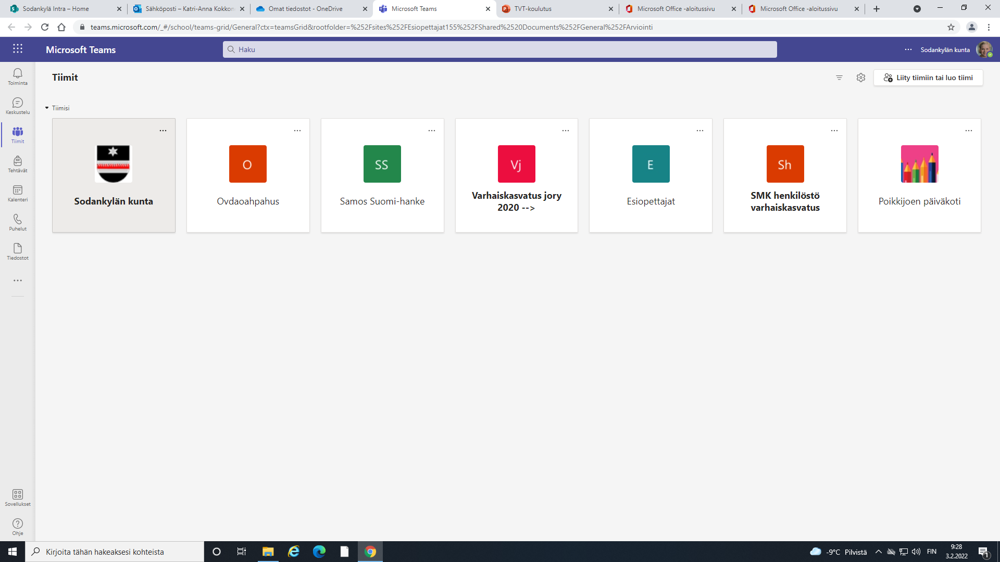 Sodankylä Intra – Home
Sähköposti – Katri-Anna Kokkon
Omat tiedostot - OneDrive
Microsoft Teams
TVT-koulutus
Microsoft Office -aloitussivu
Microsoft Office -aloitussivu
teams.microsoft.com/_#/school/teams-grid/General?ctx=teamsGrid&rootfolder=%252Fsites%252FEsiopettajat155%252FShared%2520Documents%252FGeneral%252FArviointi
Microsoft Teams
Haku
Sodankylän kunta
Toiminta
Keskustelu
Tiimit
Tehtävät
Kalenteri
Puhelut
Tiedostot
Sovellukset
Ohje
Tiimit
Liity tiimiin tai luo tiimi
Tiimisi
Sodankylän kunta
O
Ovdaoahpahus
SS
Samos Suomi-hanke
Vj
Varhaiskasvatus jory
2020 -->
E
Esiopettajat
Sh
SMK henkilöstö
varhaiskasvatus
Poikkijoen päiväkoti
Kirjoita tähän hakeaksesi kohteista
-9°C Pilvistä
FIN
9:28
3.2.2022
1